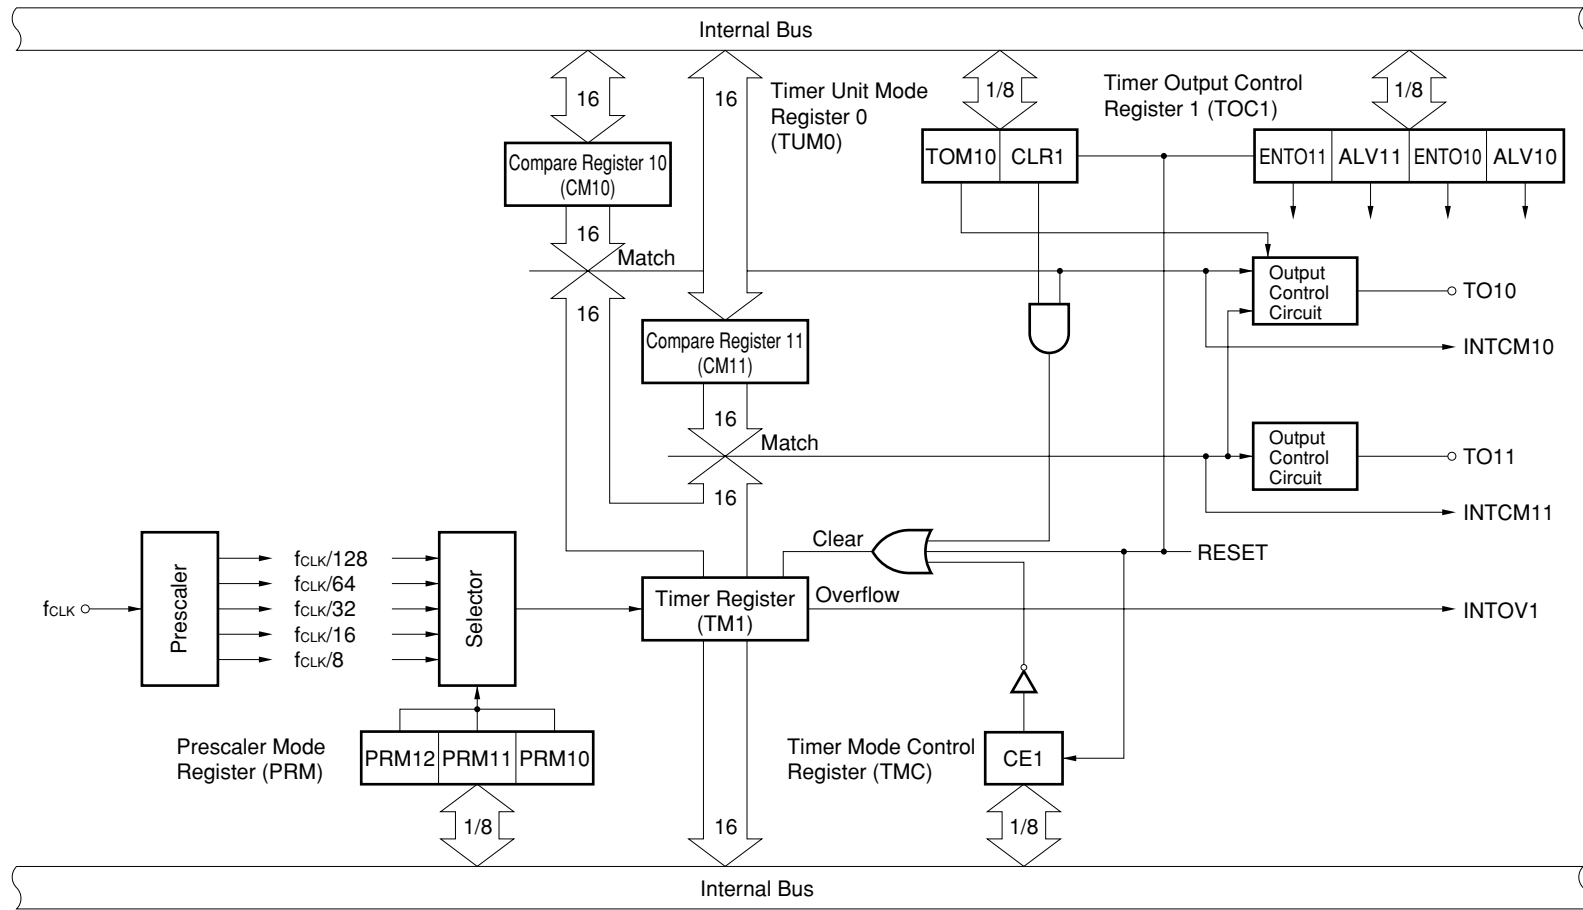 Internal Bus
16
16
Timer Unit Mode
Register 0
(TUM0)
1/8
Timer Output Control
Register 1 (TOC1)
1/8
Compare Register 10
(CM10)
TOM10
CLR1
ENTO11
ALV11
ENTO10
ALV10
16
Match
Output
Control
Circuit
TO10
16
Compare Register 11
(CM11)
INTCM10
16
Match
Output
Control
Circuit
TO11
16
INTCM11
Clear
RESET
fCLK
Prescaler
fCLK/128
fCLK/64
fCLK/32
fCLK/16
fCLK/8
Selector
Timer Register
(TM1)
Overflow
INTOV1
Prescaler Mode
Register (PRM)
PRM12
PRM11
PRM10
Timer Mode Control
Register (TMC)
CE1
1/8
16
1/8
Internal Bus